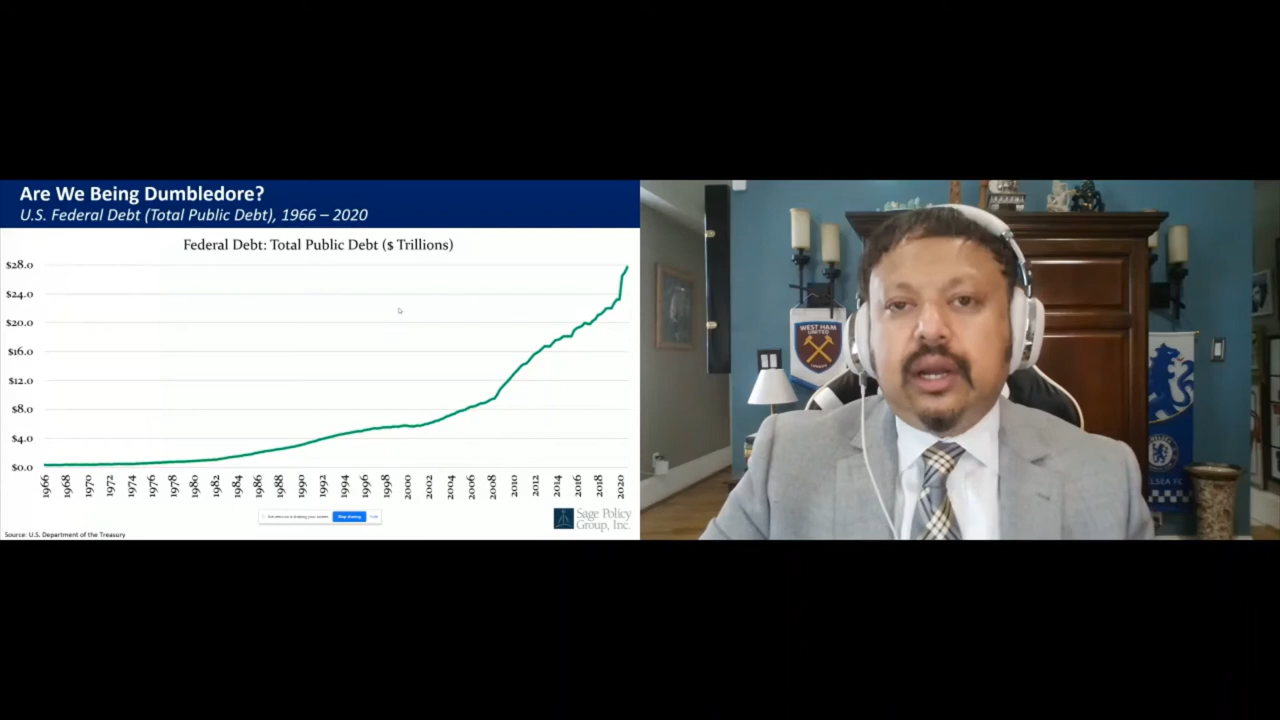 Are We Being Dumbledore?
U.S. Federal Debt (Total Public Debt), 1966 – 2020
Federal Debt: Total Public Debt ($ Trillions)
$28.0
$24.0
$20.0
$16.0
$12.0
$8.0
$4.0
$0.0
1966 1968 1970 1972 1974 1976 1978 1980 1982 1984 1986 1988 1990 1992 1994 1996 1998 2000 2002 2004 2006 2008 2010 2012 2014 2016 2018 2020
Stop sharing
Sage Policy
Group, Inc.
Source: U.S. Department of the Treasury
WEST HAM
UNITED